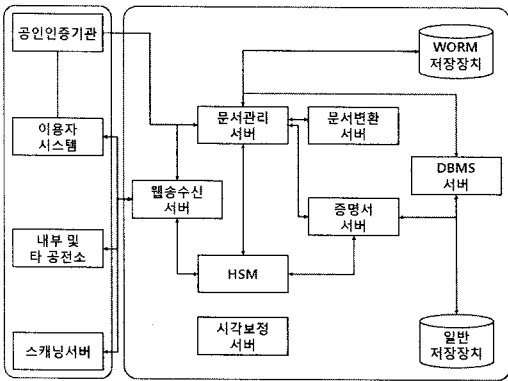 공인인증기관
이용자
시스템
내부 및
타 공전소
스캐닝서버
WORM
저장장치
문서관리
서버
문서변환
서버
DBMS
서버
웹송수신
서버
증명서
서버
HSM
시각보정
서버
일반
저장장치